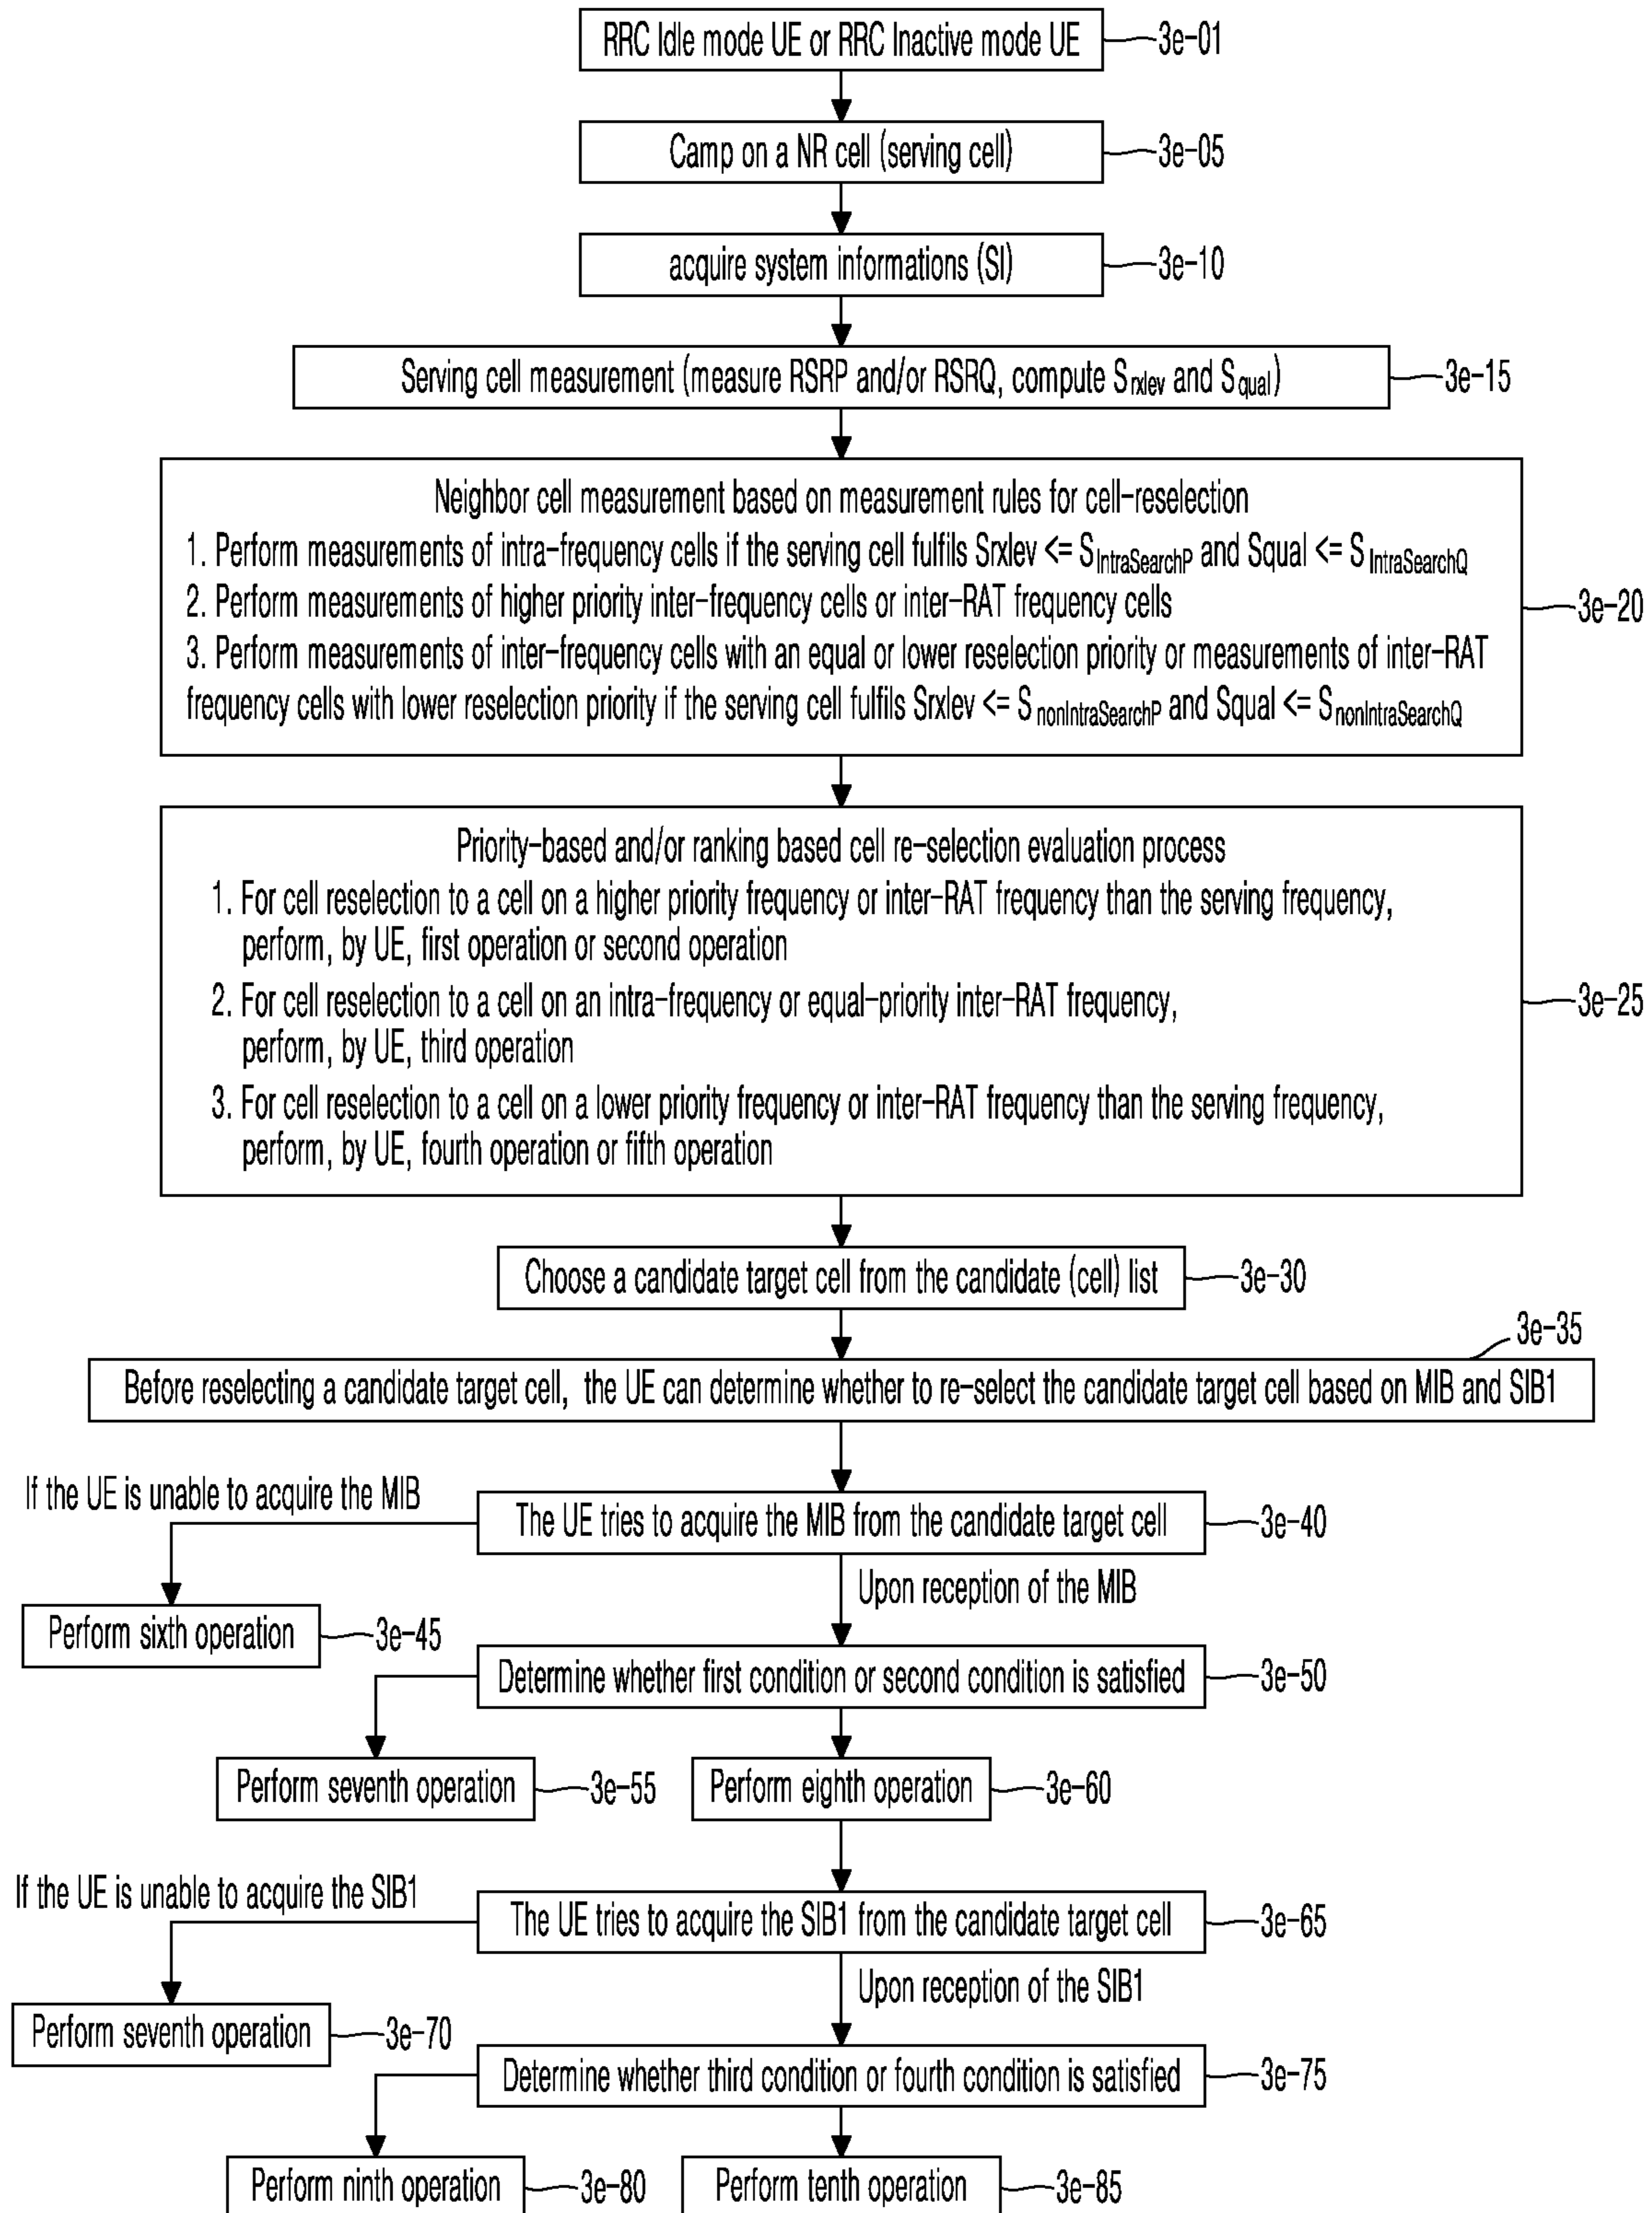 RRC Idle mode UE or RRC Inactive mode UE
3e-01
Camp on a NR cell (serving cell)
3e-05
acquire system informations (SI)
3e-10
Serving cell measurement (measure RSRP and/or RSRQ, compute Srxlev and Squal)
3e-15
Neighbor cell measurement based on measurement rules for cell-reselection
1. Perform measurements of intra-frequency cells if the serving cell fulfils Srxlev <= SIntraSearchP and Squal <= SIntraSearchQ
2. Perform measurements of higher priority inter-frequency cells or inter-RAT frequency cells
3. Perform measurements of inter-frequency cells with an equal or lower reselection priority or measurements of inter-RAT
frequency cells with lower reselection priority if the serving cell fulfils Srxlev <= SnonIntraSearchP and Squal <= SnonIntraSearchQ
3e-20
Priority-based and/or ranking based cell re-selection evaluation process
1. For cell reselection to a cell on a higher priority frequency or inter-RAT frequency than the serving frequency,
perform, by UE, first operation or second operation
2. For cell reselection to a cell on an intra-frequency or equal-priority inter-RAT frequency,
perform, by UE, third operation
3. For cell reselection to a cell on a lower priority frequency or inter-RAT frequency than the serving frequency,
perform, by UE, fourth operation or fifth operation
3e-25
Choose a candidate target cell from the candidate (cell) list
3e-30
3e-35
Before reselecting a candidate target cell, the UE can determine whether to re-select the candidate target cell based on MIB and SIB1
If the UE is unable to acquire the MIB
The UE tries to acquire the MIB from the candidate target cell
3e-40
Upon reception of the MIB
Perform sixth operation
3e-45
Determine whether first condition or second condition is satisfied
3e-50
Perform seventh operation
3e-55
Perform eighth operation
3e-60
If the UE is unable to acquire the SIB1
The UE tries to acquire the SIB1 from the candidate target cell
3e-65
Upon reception of the SIB1
Perform seventh operation
3e-70
Determine whether third condition or fourth condition is satisfied
3e-75
Perform ninth operation
3e-80
Perform tenth operation
3e-85